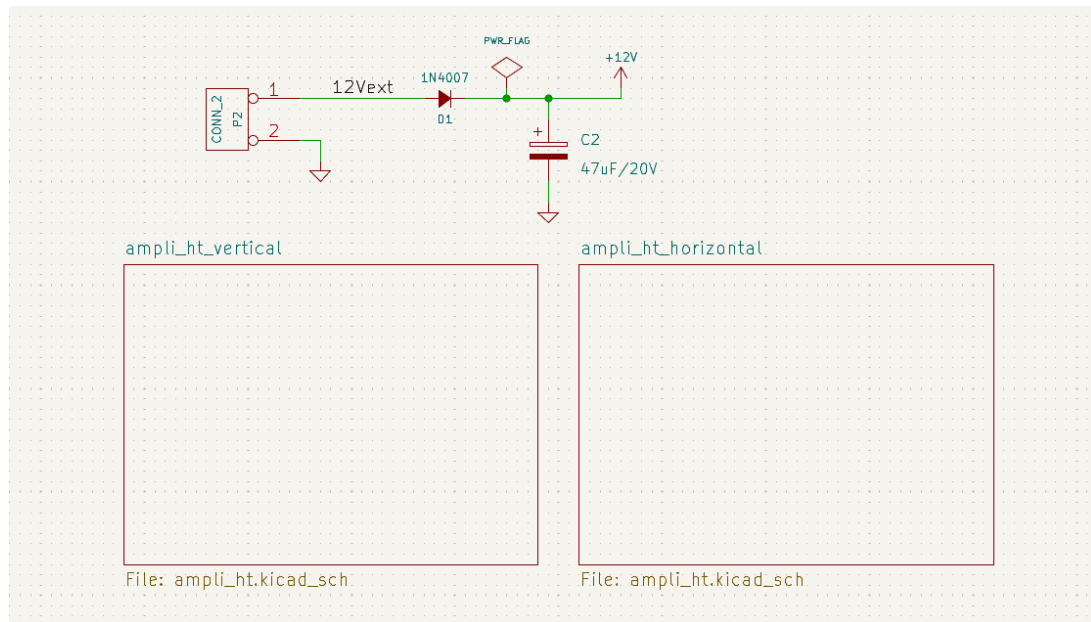 PWR_FLAG
+12V
1N4007
12Vext
1
CONN_2
P2
D1
2
+
C2
47uF/20V
ampli_ht_vertical
ampli_ht_horizontal
File: ampli_ht.kicad_sch
File: ampli_ht.kicad_sch